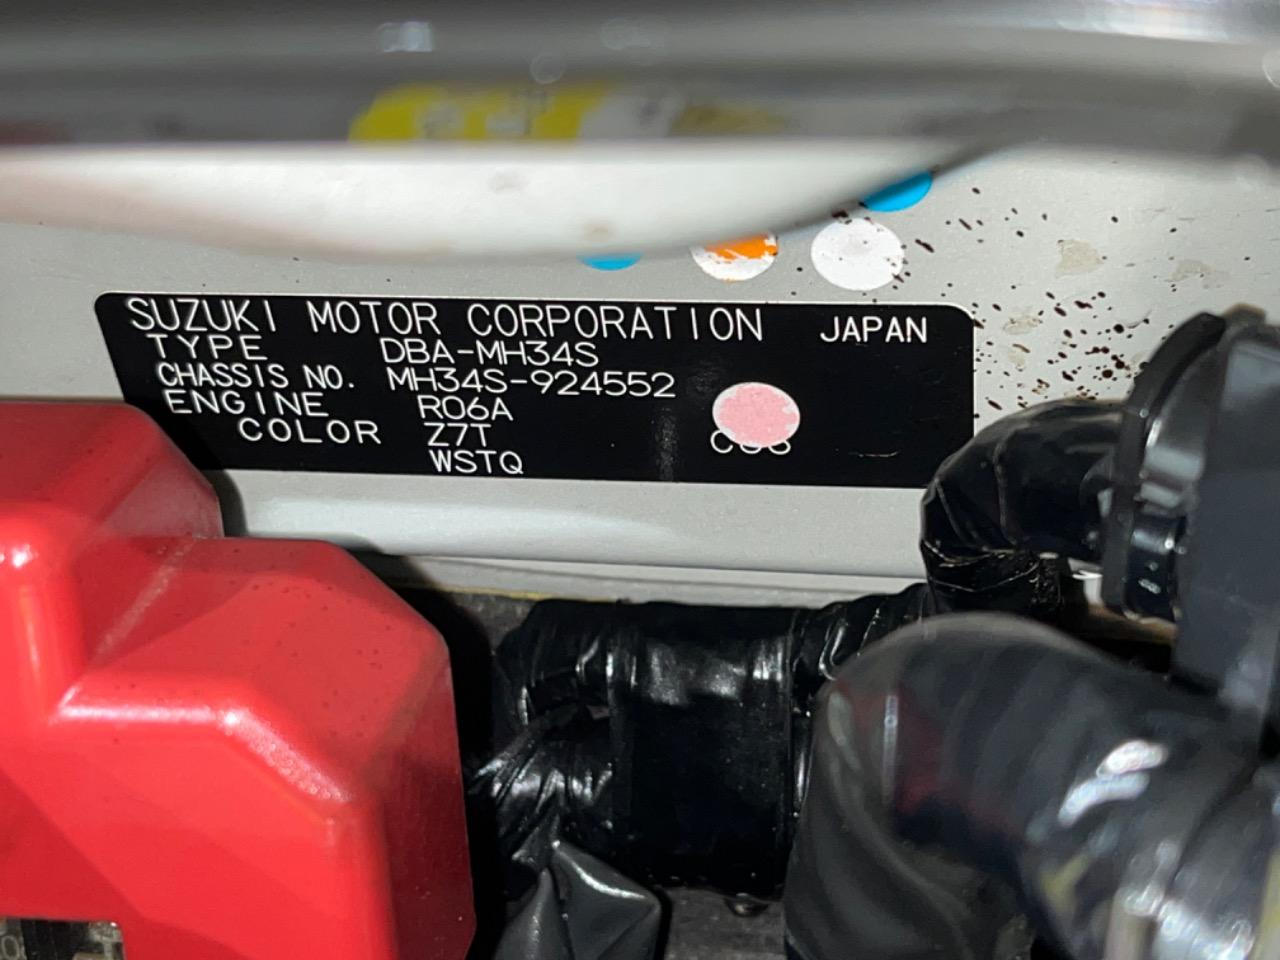 SUZUKI MOTOR CORPORATION JAPAN
TYPE DBA-MH34S
CHASSIS NO. MH34S-924552
ENGINE R06A
COLOR Z7T
WSTQ